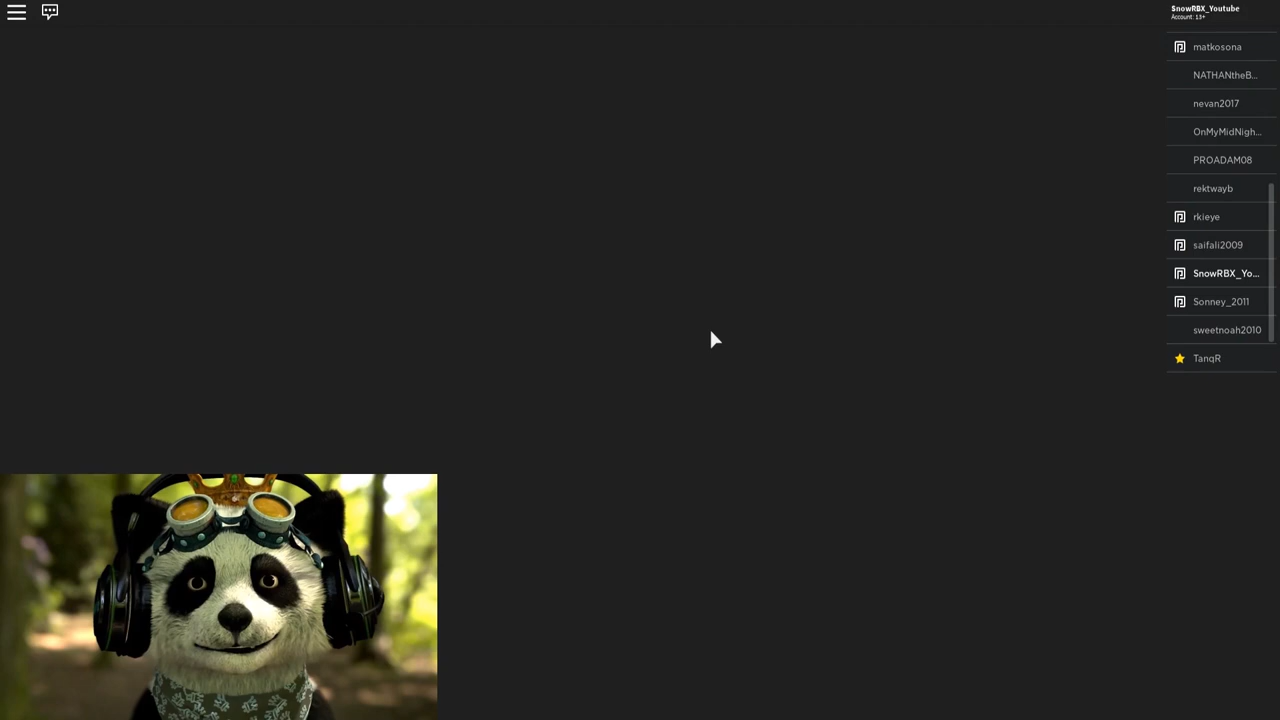 SnowRBX_Youtube
Account: 13+
matkosona
NATHANtheB...
nevan2017
OnMyMidNigh...
PROADAM08
rektwayb
rkieye
saifali2009
SnowRBX_Yo...
Sonney_2011
sweetnoah2010
TanqR